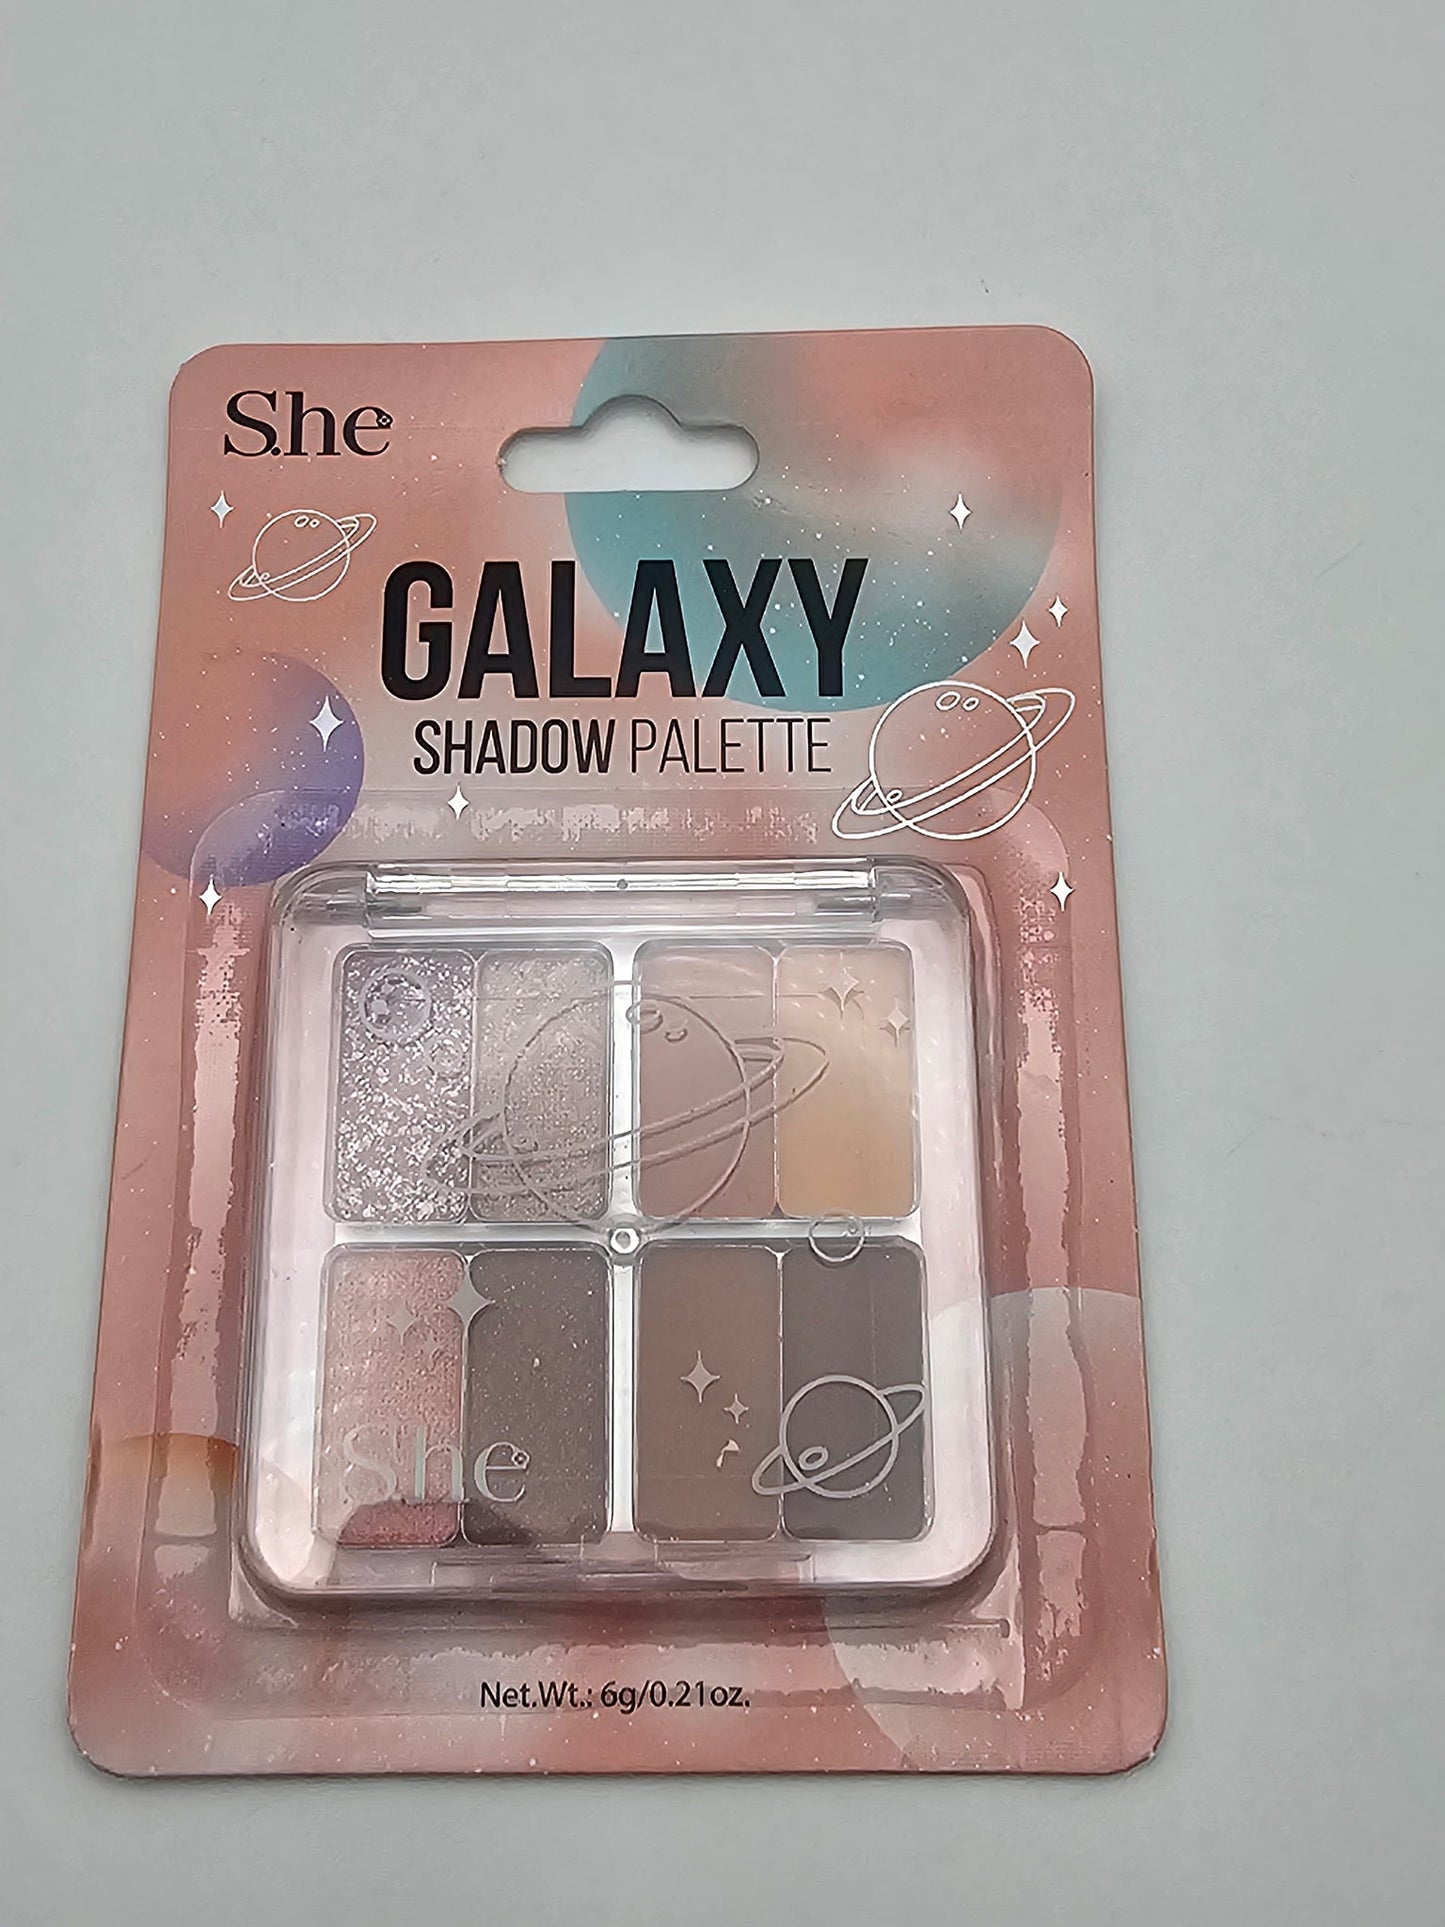 S.he
GALAXY
SHADOW PALETTE
S.he
Net.Wt.: 6g/0.21oz.